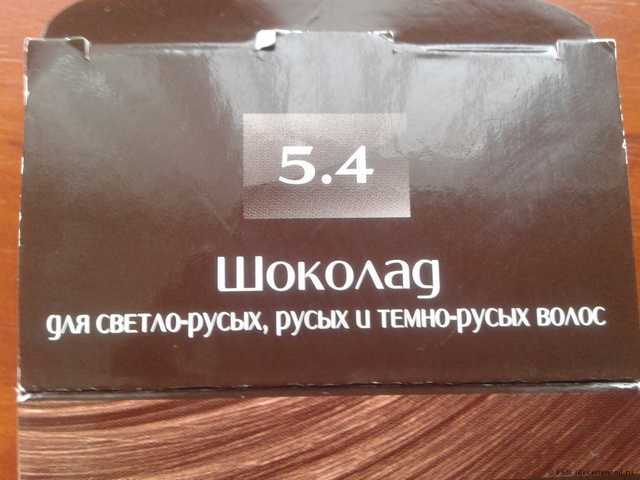 5.4
Шоколад
для светло-русых, русых и темно-русых волос